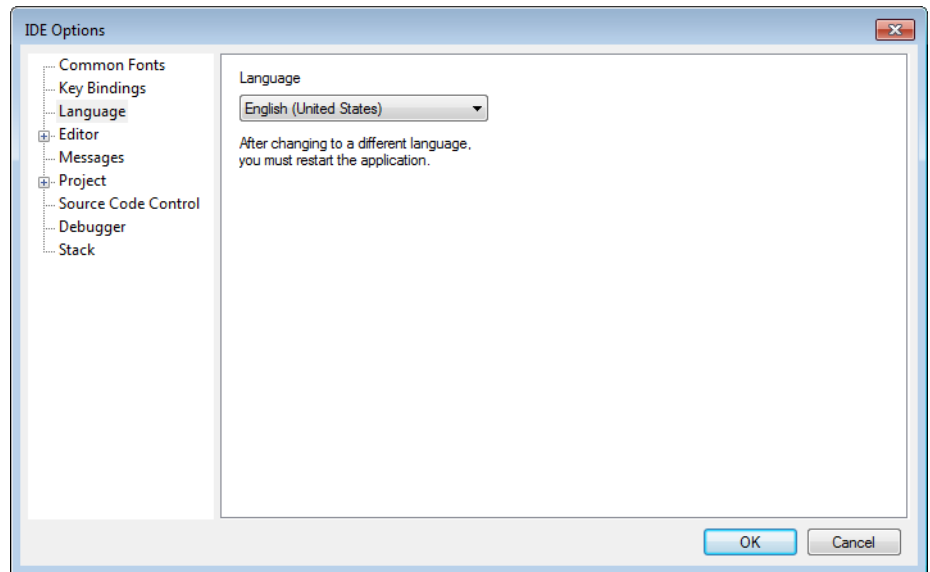 IDE Options
Common Fonts
Key Bindings
Language
Editor
Messages
Project
Source Code Control
Debugger
Stack
Language
English (United States)
After changing to a different language,
you must restart the application.
OK
Cancel